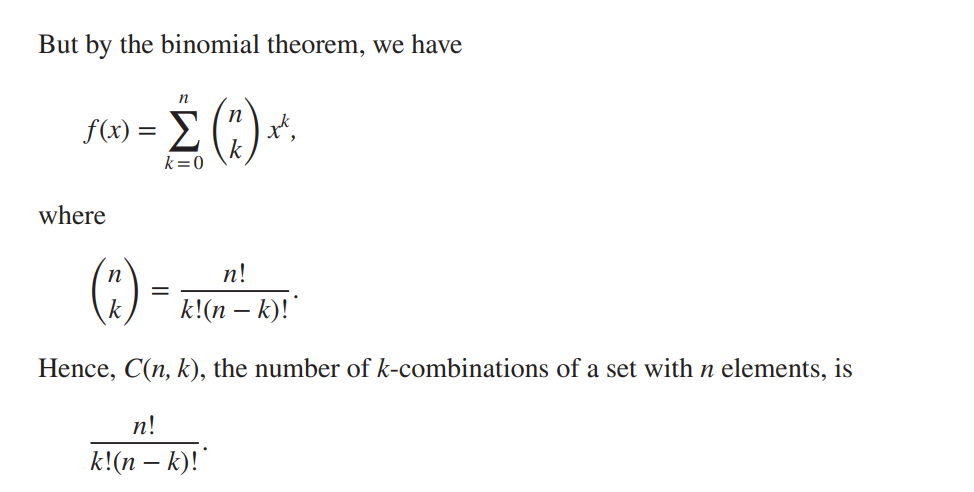 But by the binomial theorem, we have
f(x) = \sum_{k=0}^{n} \binom{n}{k} x^k,
where
\binom{n}{k} = \frac{n!}{k!(n − k)!}.
Hence, C(n, k), the number of k-combinations of a set with n elements, is
\frac{n!}{k!(n − k)!}.